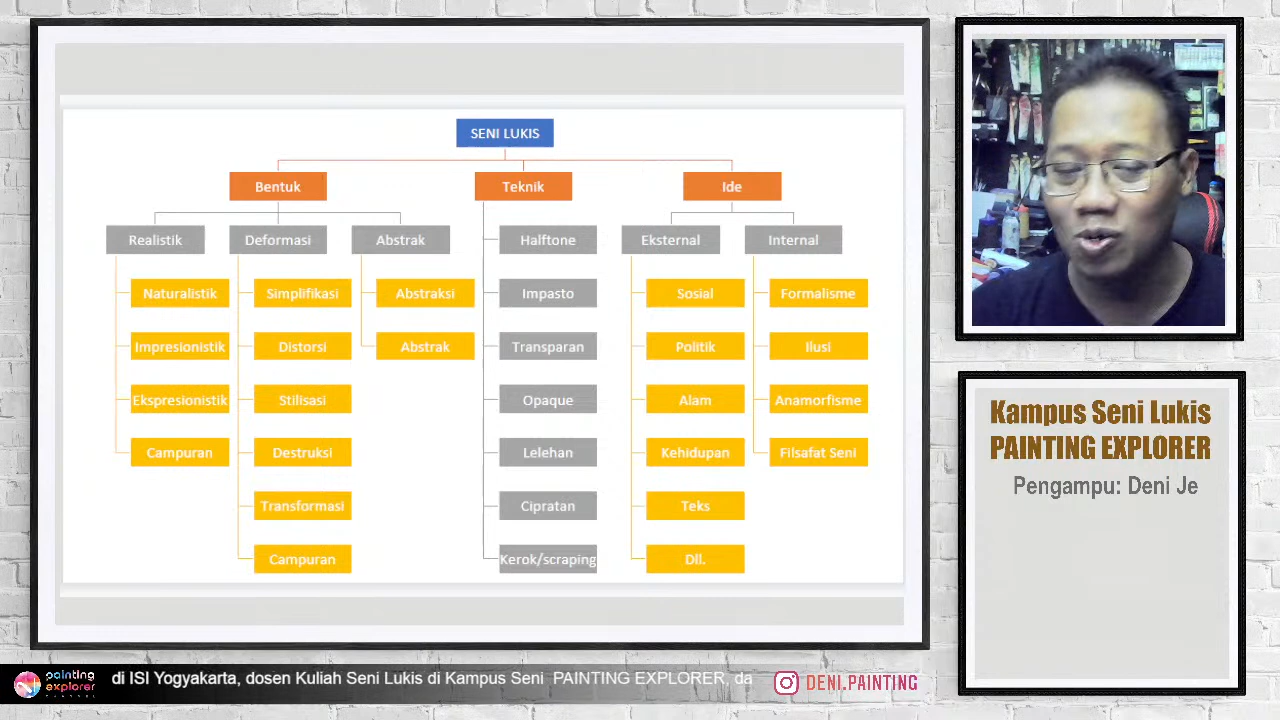 SENI LUKIS
Bentuk
Teknik
Ide
Realistik
Deformasi
Abstrak
Halftone
Eksternal
Internal
Naturalistik
Simplifikasi
Abstraksi
Impasto
Sosial
Formalisme
Impresionistik
Distorsi
Abstrak
Transparan
Politik
Ilusi
Ekspresionistik
Stilisasi
Opaque
Alam
Anamorfisme
Campuran
Destruksi
Lelehan
Kehidupan
Filsafat Seni
Transformasi
Cipratan
Teks
Campuran
Kerok/scraping
Dll.
Kampus Seni Lukis
PAINTING EXPLORER
Pengampu: Deni Je
painting
explorer
CHANNEL
di ISI Yogyakarta, dosen Kuliah Seni Lukis di Kampus Seni PAINTING EXPLORER, da
DENI.PAINTING